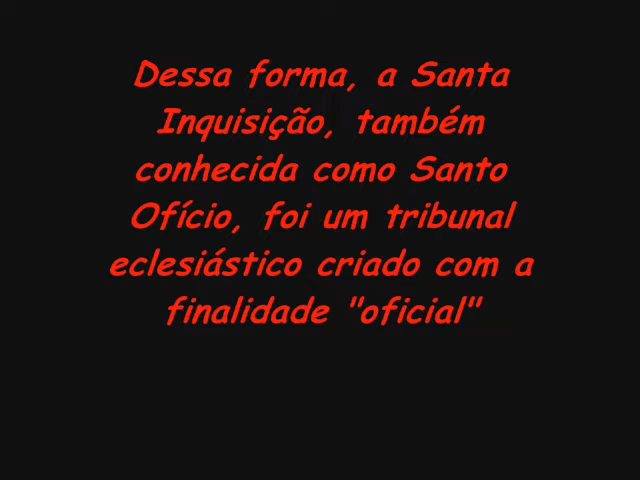 Dessa forma, a Santa
Inquisição, também
conhecida como Santo
Ofício, foi um tribunal
eclesiástico criado com a
finalidade "oficial"